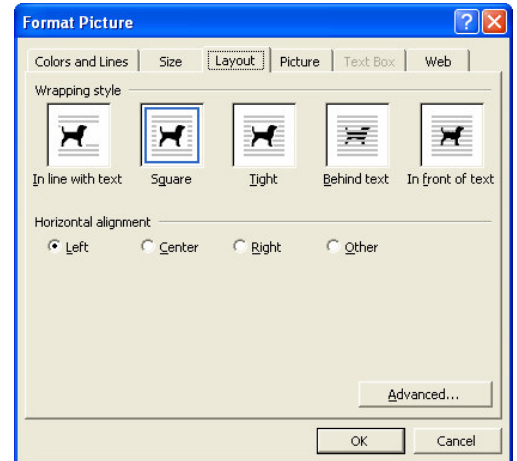 Format Picture
?
Colors and Lines Size Layout Picture Text Box Web
Wrapping style
In line with text Square Tight Behind text In front of text
Horizontal alignment
Left Center Right Other
Advanced...
OK Cancel